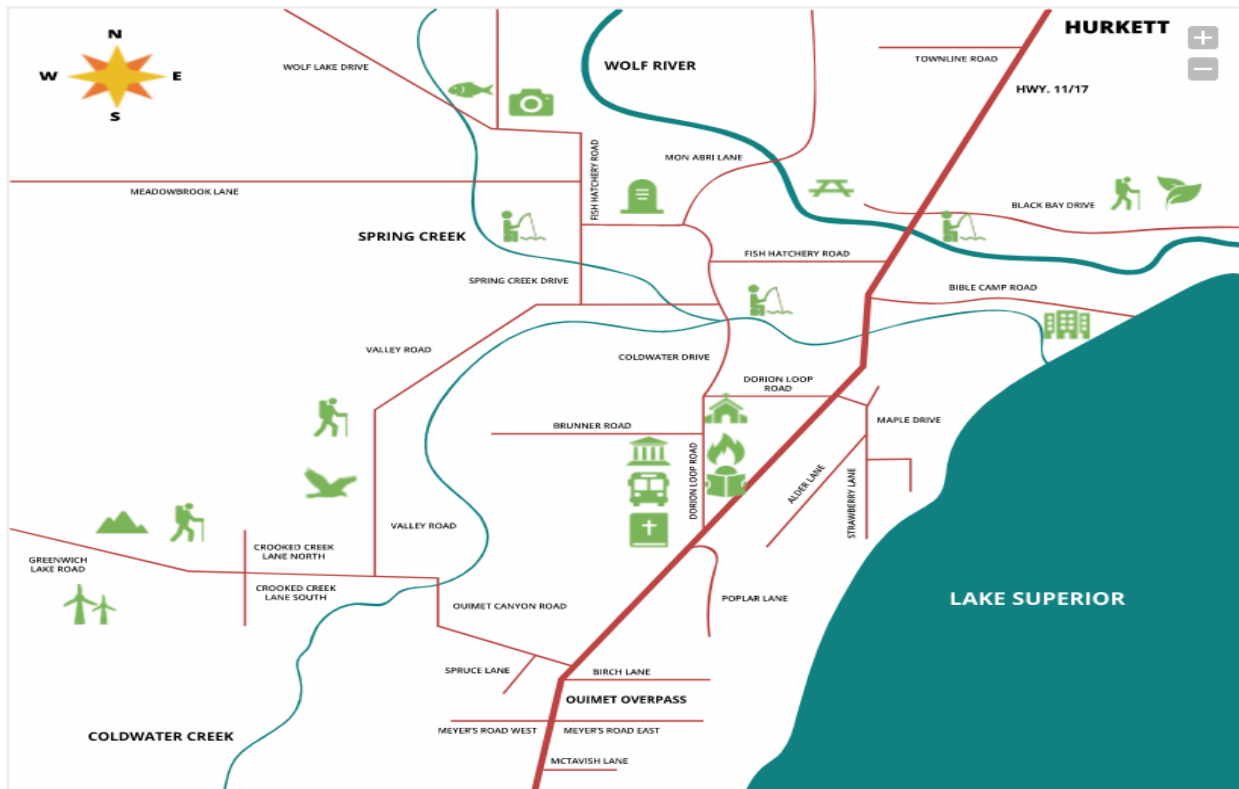 HURKETT
N
W
E
S
WOLF LAKE DRIVE
WOLF RIVER
TOWNLINE ROAD
HWY. 11/17
MON ABRI LANE
FISH HATCHERY ROAD
MEADOWBROOK LANE
BLACK BAY DRIVE
SPRING CREEK
FISH HATCHERY ROAD
SPRING CREEK DRIVE
BIBLE CAMP ROAD
VALLEY ROAD
COLDWATER DRIVE
DORION LOOP
ROAD
MAPLE DRIVE
BRUNNER ROAD
DORION LOOP ROAD
ALDER LANE
STRAWBERRY LANE
VALLEY ROAD
CROOKED CREEK
LANE NORTH
GREENWICH
LAKE ROAD
CROOKED CREEK
LANE SOUTH
OUIMET CANYON ROAD
POPLAR LANE
LAKE SUPERIOR
SPRUCE LANE
BIRCH LANE
OUIMET OVERPASS
MEYER'S ROAD WEST
MEYER'S ROAD EAST
COLDWATER CREEK
MCTAVISH LANE